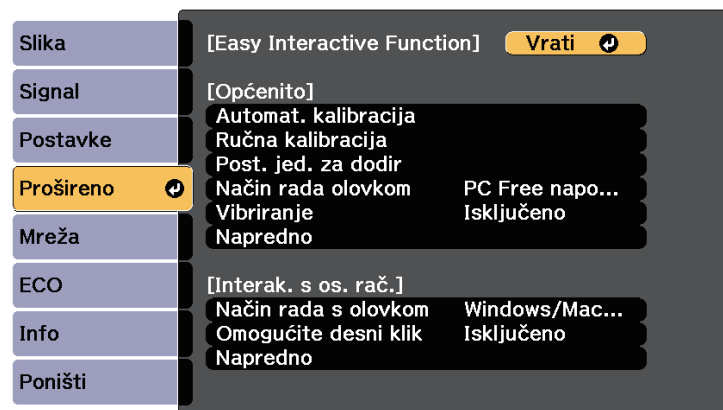 Slika
Signal
Postavke
Prošireno
Mreža
ECO
Info
Poništi
[Easy Interactive Function] Vrati
[Općenito]
Automat. kalibracija
Ručna kalibracija
Post. jed. za dodir
Način rada olovkom PC Free napo...
Vibriranje Isključeno
Napredno
[Interak. s os. rač.]
Način rada s olovkom Windows/Mac...
Omogućite desni klik Isključeno
Napredno